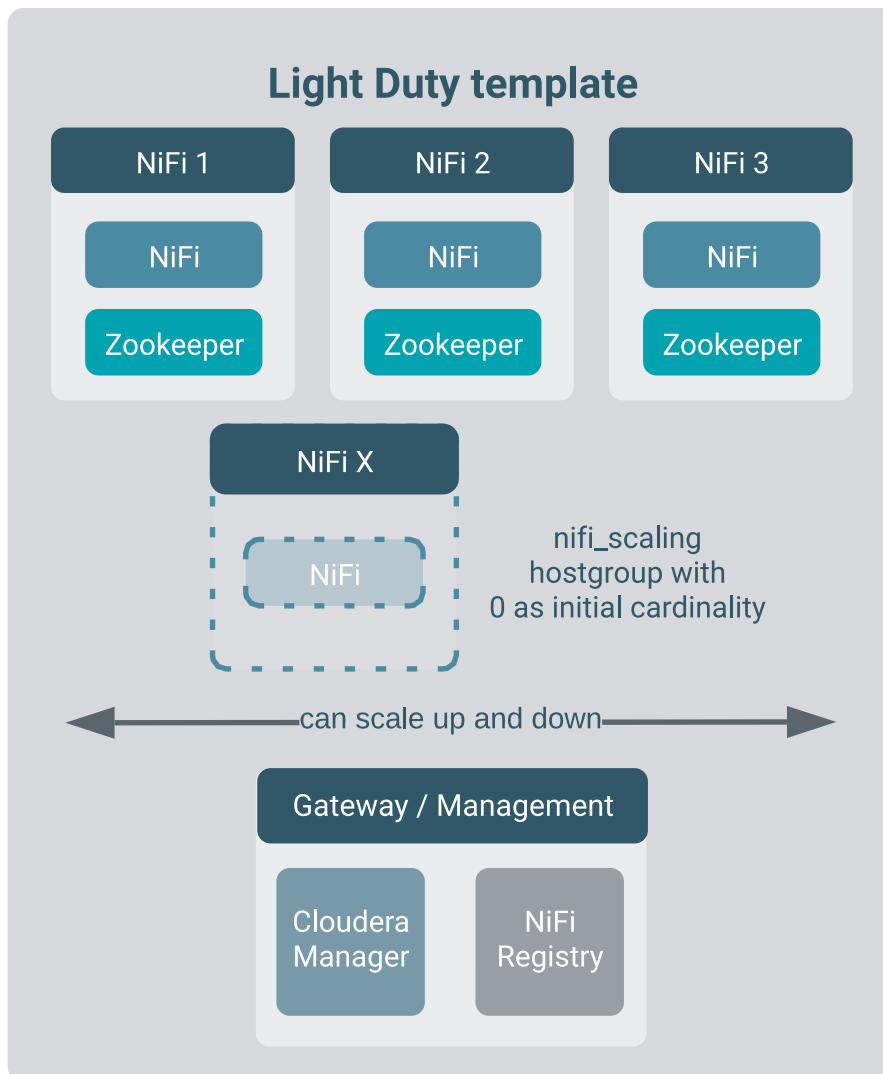 Light Duty template
NiFi 1
NiFi 2
NiFi 3
NiFi
NiFi
NiFi
Zookeeper
Zookeeper
Zookeeper
NiFi X
NiFi
nifi_scaling
hostgroup with
0 as initial cardinality
can scale up and down
Gateway / Management
Cloudera
Manager
NiFi
Registry